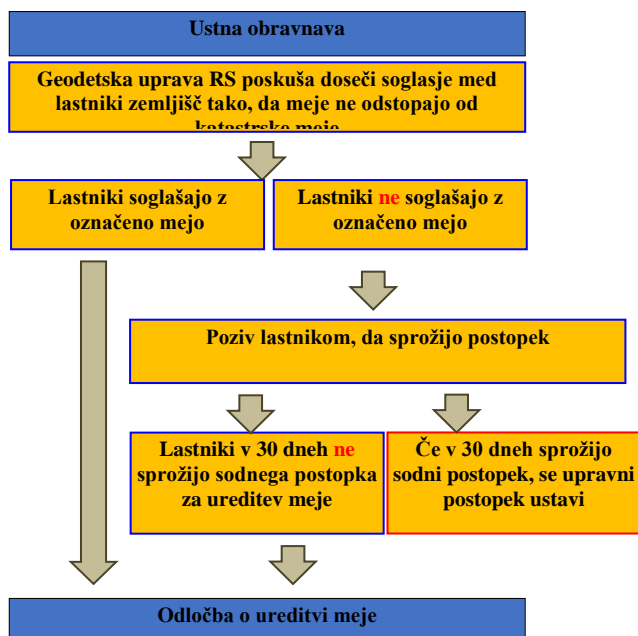 Ustna obravnava
Geodetska uprava RS poskuša doseči soglasje med
lastniki zemljišč tako, da meje ne odstopajo od
katastrske meje
Lastniki soglašajo z
označeno mejo
Lastniki ne soglašajo z
označeno mejo
Poziv lastnikom, da sprožijo postopek
Lastniki v 30 dneh ne
sprožijo sodnega postopka
za ureditev meje
Če v 30 dneh sprožijo
sodni postopek, se upravni
postopek ustavi
Odločba o ureditvi meje